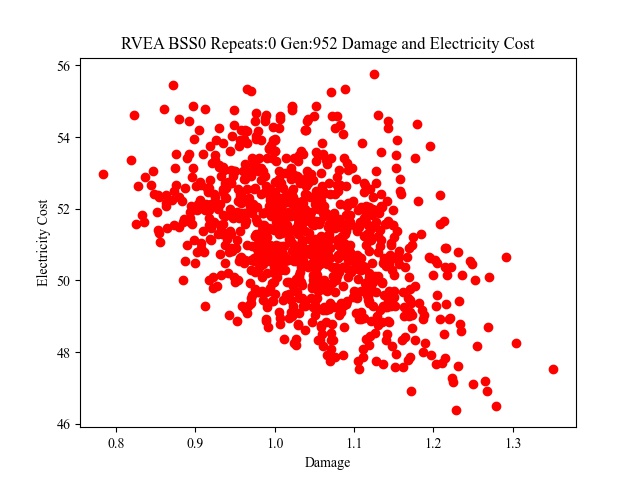 RVEA BSS0 Repeats:0 Gen:952 Damage and Electricity Cost
56
54
52
50
48
46
Electricity Cost
0.8 0.9 1.0 1.1 1.2 1.3
Damage